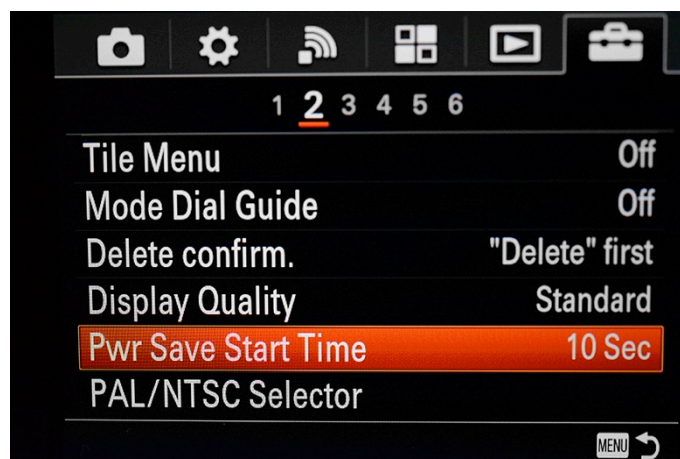 1 2 3 4 5 6
Tile Menu Off
Mode Dial Guide Off
Delete confirm. "Delete" first
Display Quality Standard
Pwr Save Start Time 10 Sec
PAL/NTSC Selector
MENU